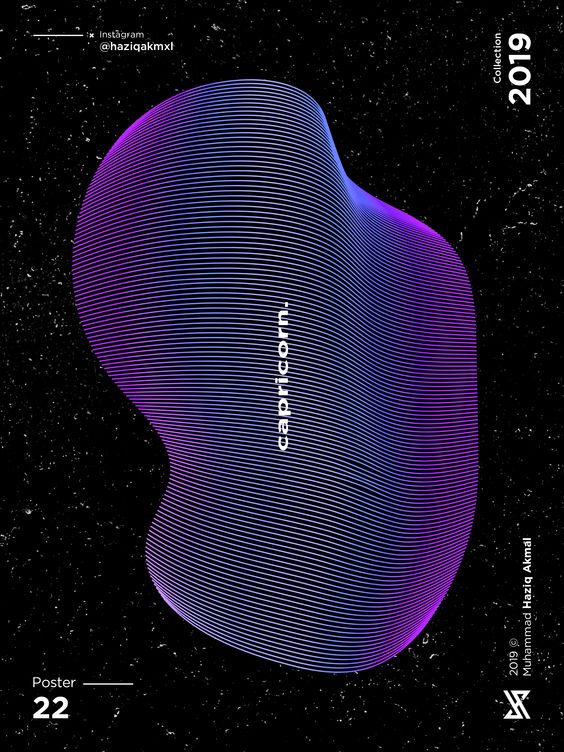 Instagram
@haziqakmxl
Collection
2019
capricorn.
2019 ©
Muhammad Haziq Akmal
Poster
22